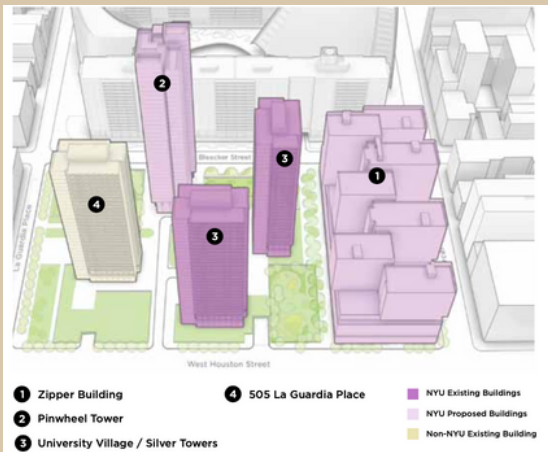 2
Bleecker Street
3
1
4
3
La Guardia Place
West Houston Street
1 Zipper Building
2 Pinwheel Tower
3 University Village / Silver Towers
4 505 La Guardia Place
NYU Existing Buildings
NYU Proposed Buildings
Non-NYU Existing Building